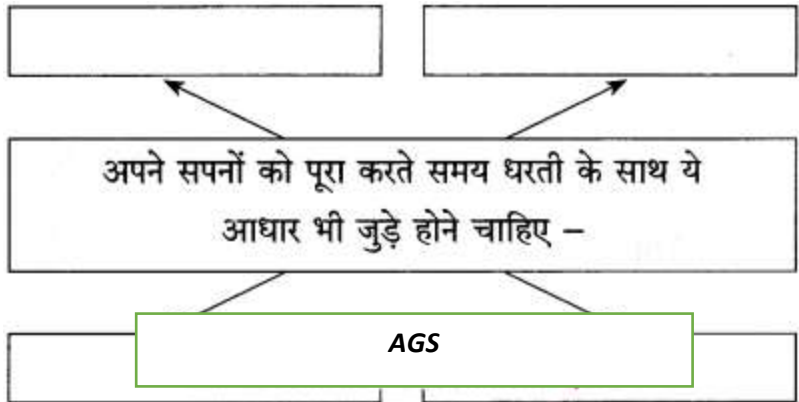 अपने सपनों को पूरा करते समय धरती के साथ ये
आधार भी जुड़े होने चाहिए –
AGS